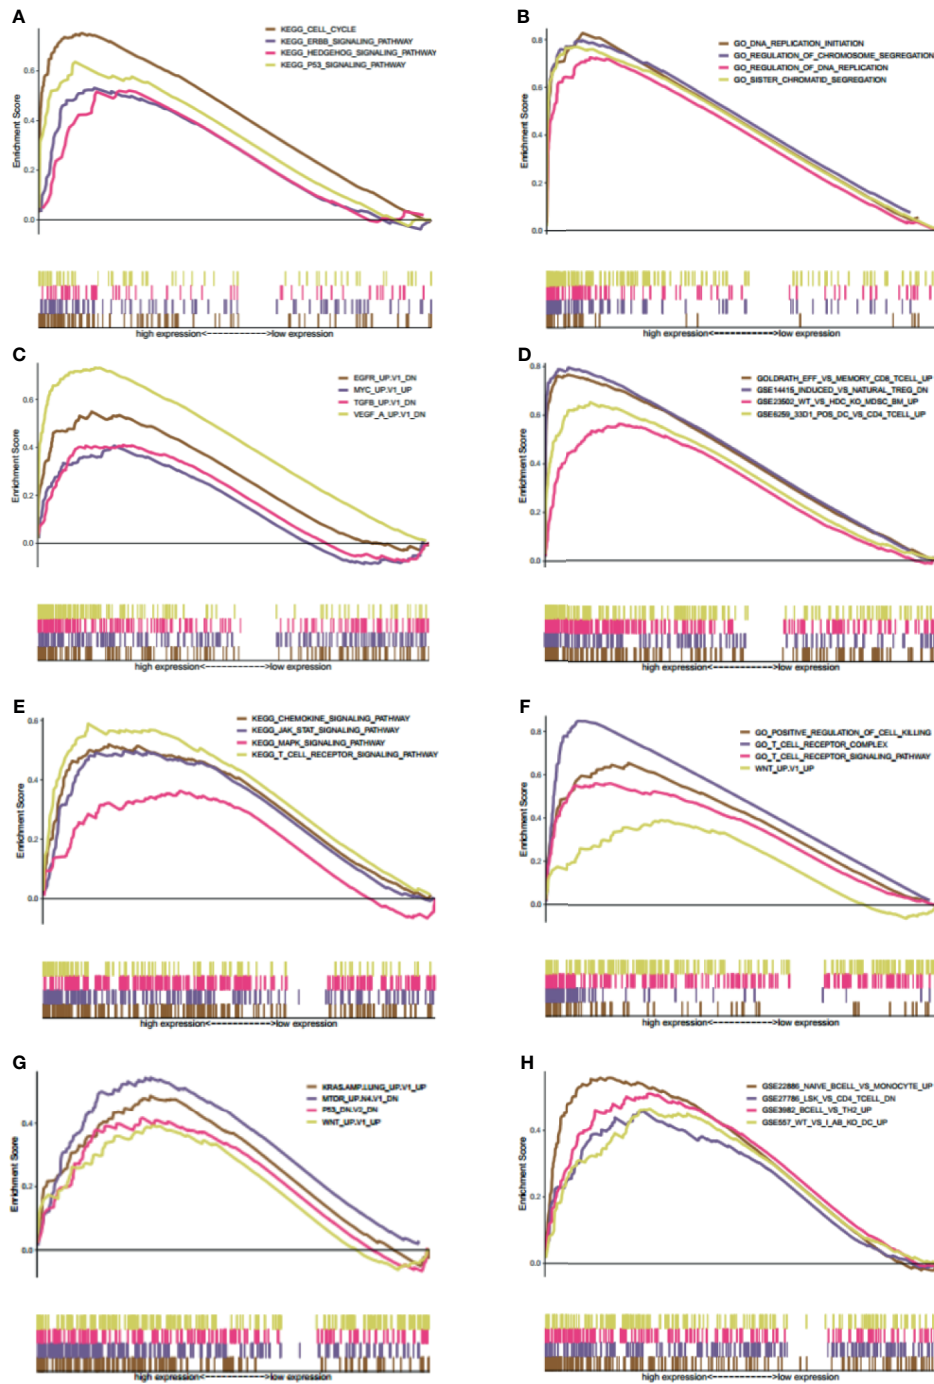 A
KEGG_CELL_CYCLE
KEGG_ERBB_SIGNALING_PATHWAY
KEGG_HEDGEHOG_SIGNALING_PATHWAY
KEGG_P53_SIGNALING_PATHWAY
Enrichment Score
0.6
0.4
0.2
0.0
high expression<----------->low expression
B
GO_DNA_REPLICATION_INITIATION
GO_REGULATION_OF_CHROMOSOME_SEGREGATION
GO_REGULATION_OF_DNA_REPLICATION
GO_SISTER_CHROMATID_SEGREGATION
Enrichment Score
0.8
0.6
0.4
0.2
0.0
high expression<----------->low expression
C
EGFR_UP.V1_DN
MYC_UP.V1_UP
TGFB_UP.V1_DN
VEGF_A_UP.V1_DN
Enrichment Score
0.6
0.4
0.2
0.0
high expression<----------->low expression
D
GOLDRATH_EFF_VS_MEMORY_CD8_TCELL_UP
GSE14415_INDUCED_VS_NATURAL_TREG_DN
GSE23502_WT_VS_HDC_KO_MDSC_BM_UP
GSE6259_33D1_POS_DC_VS_CD4_TCELL_UP
Enrichment Score
0.8
0.6
0.4
0.2
0.0
high expression<----------->low expression
E
KEGG_CHEMOKINE_SIGNALING_PATHWAY
KEGG_JAK_STAT_SIGNALING_PATHWAY
KEGG_MAPK_SIGNALING_PATHWAY
KEGG_T_CELL_RECEPTOR_SIGNALING_PATHWAY
Enrichment Score
0.6
0.4
0.2
0.0
high expression<----------->low expression
F
GO_POSITIVE_REGULATION_OF_CELL_KILLING
GO_T_CELL_RECEPTOR_COMPLEX
GO_T_CELL_RECEPTOR_SIGNALING_PATHWAY
WNT_UP.V1_UP
Enrichment Score
0.8
0.6
0.4
0.2
0.0
high expression<----------->low expression
G
KRAS.AMP.LUNG_UP.V1_UP
MTOR_UP.N4.V1_DN
P53_DN.V2_DN
WNT_UP.V1_UP
Enrichment Score
0.4
0.2
0.0
high expression<----------->low expression
H
GSE22886_NAIVE_BCELL_VS_MONOCYTE_UP
GSE27786_LSK_VS_CD4_TCELL_DN
GSE3982_BCELL_VS_TH2_UP
GSE557_WT_VS_I_AB_KO_DC_UP
Enrichment Score
0.4
0.2
0.0
high expression<----------->low expression